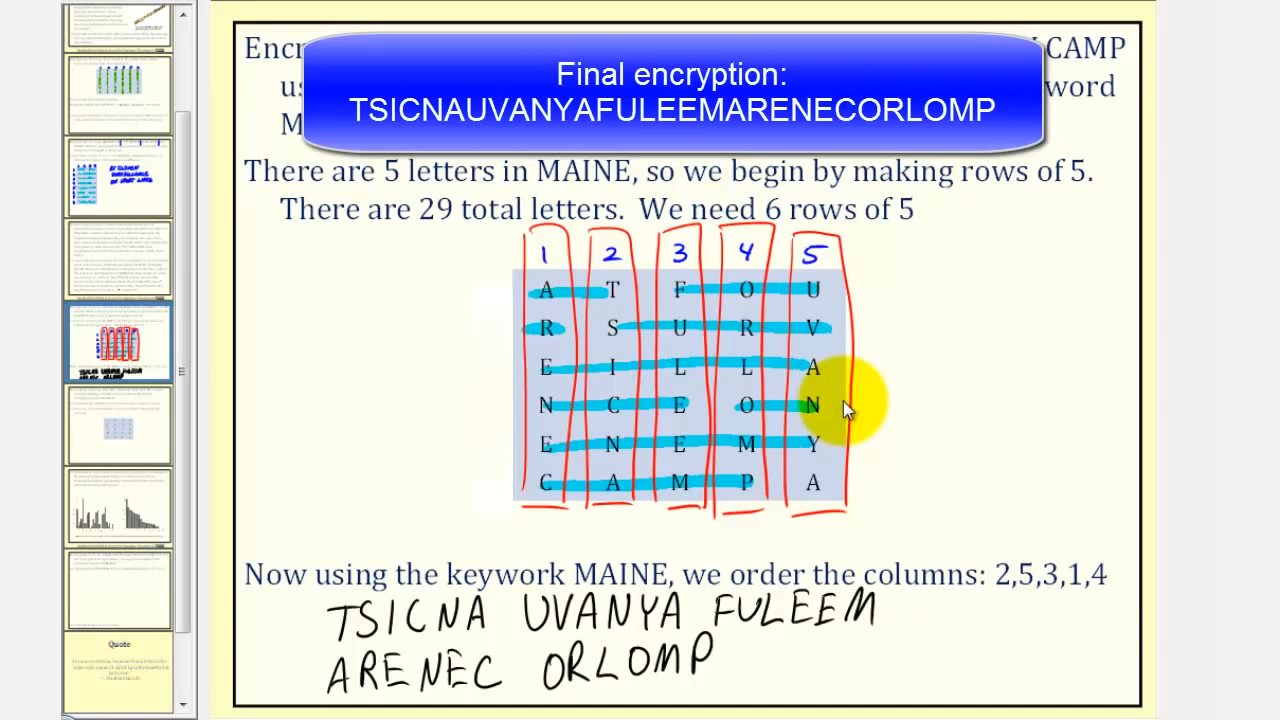 Final encryption:
TSICNAUVANYAFULEEMARENECORLOMP
CAMP
word
There are 5 letters in MAINE, so we begin by making rows of 5.
There are 29 total letters. We need 6 rows of 5
1 2 3 4 5
A T F O U
R S U R V
E I L L A
N C E O N
E N E M Y
C A M P A
Now using the keywork MAINE, we order the columns: 2,5,3,1,4
TSICNA UVANYA FULEEM
ARENEC ORLOMP
Quote